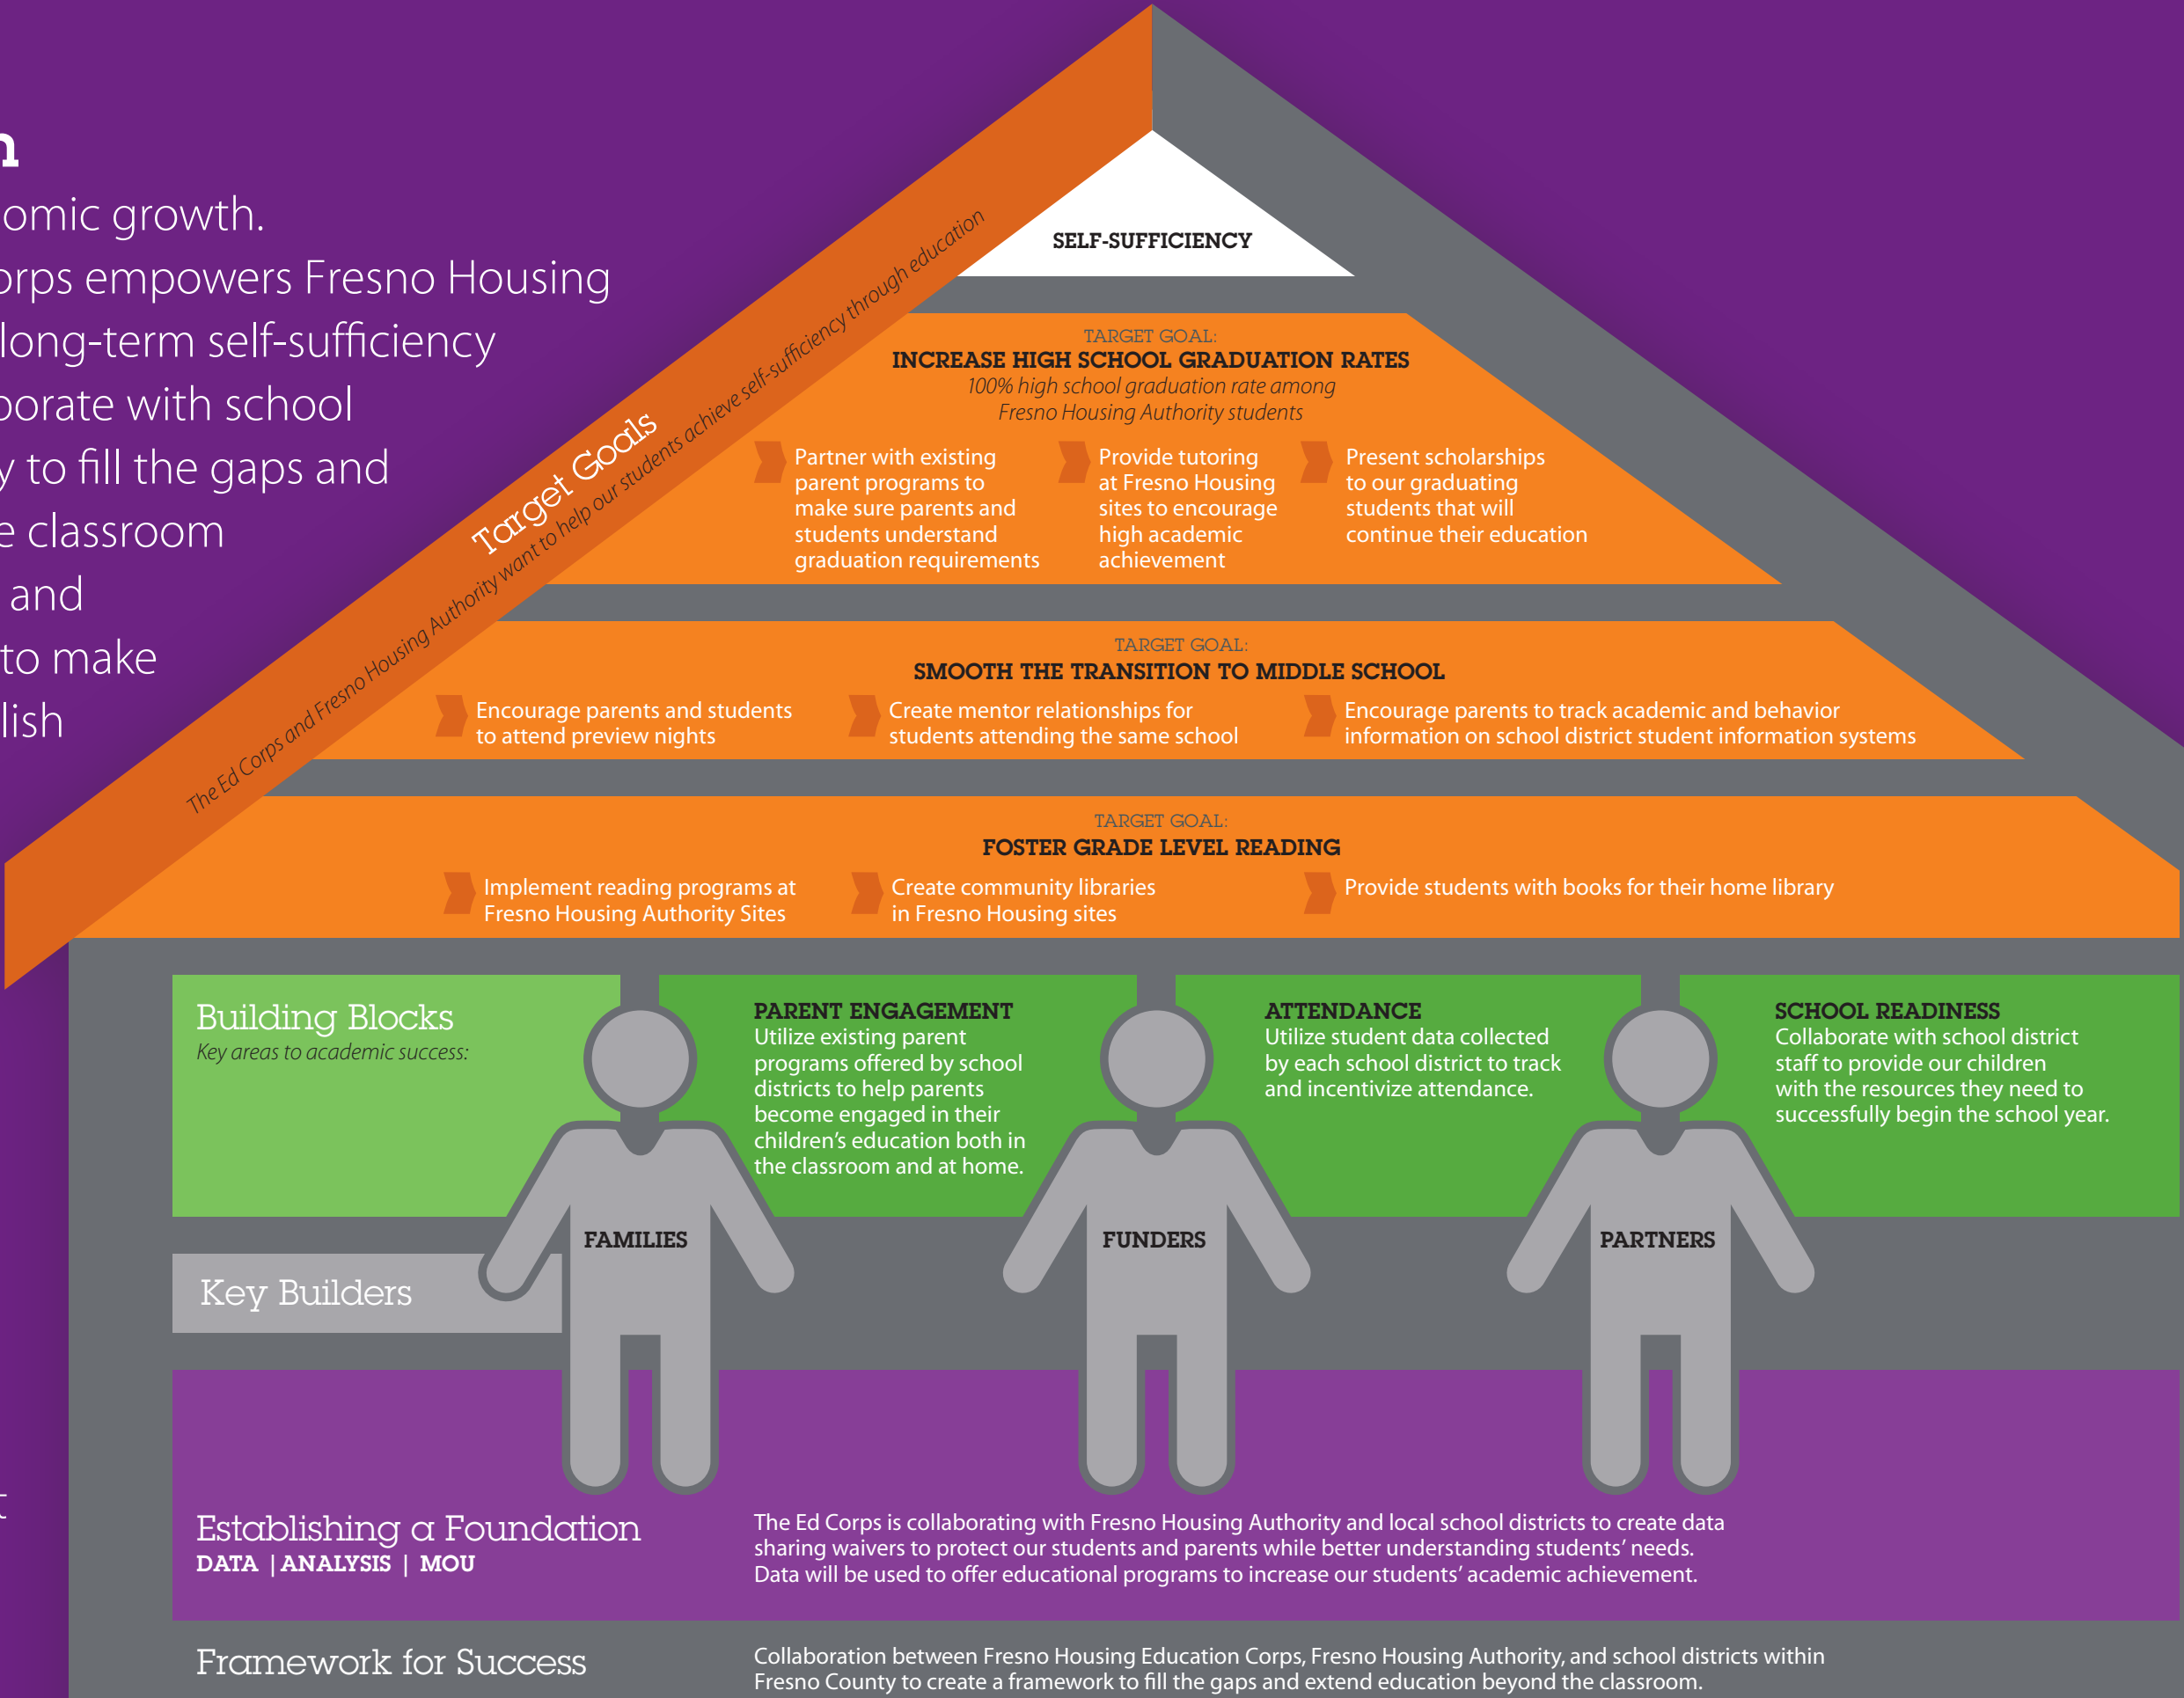 omic growth.
empowers Fresno Housing
long-term self-sufficiency
with school
to fill the gaps and
classroom
and
to make
Target Goals
The Ed Corps and Fresno Housing Authority want to help our students achieve self-sufficiency through education
SELF-SUFFICIENCY
TARGET GOAL:
INCREASE HIGH SCHOOL GRADUATION RATES
100% high school graduation rate among
Fresno Housing Authority students
Partner with existing
parent programs to
make sure parents and
students understand
graduation requirements
Provide tutoring
at Fresno Housing
sites to encourage
high academic
achievement
Present scholarships
to our graduating
students that will
continue their education
TARGET GOAL:
SMOOTH THE TRANSITION TO MIDDLE SCHOOL
Encourage parents and students
to attend preview nights
Create mentor relationships for
students attending the same school
Encourage parents to track academic and behavior
information on school district student information systems
TARGET GOAL:
FOSTER GRADE LEVEL READING
Implement reading programs at
Fresno Housing Authority Sites
Create community libraries
in Fresno Housing sites
Provide students with books for their home library
Building Blocks
Key areas to academic success:
PARENT ENGAGEMENT
Utilize existing parent
programs offered by school
districts to help parents
become engaged in their
children's education both in
the classroom and at home.
ATTENDANCE
Utilize student data collected
by each school district to track
and incentivize attendance.
SCHOOL READINESS
Collaborate with school district
staff to provide our children
with the resources they need to
successfully begin the school year.
FAMILIES
FUNDERS
PARTNERS
Key Builders
Establishing a Foundation
DATA | ANALYSIS | MOU
The Ed Corps is collaborating with Fresno Housing Authority and local school districts to create data
sharing waivers to protect our students and parents while better understanding students' needs.
Data will be used to offer educational programs to increase our students' academic achievement.
Framework for Success
Collaboration between Fresno Housing Education Corps, Fresno Housing Authority, and school districts within
Fresno County to create a framework to fill the gaps and extend education beyond the classroom.